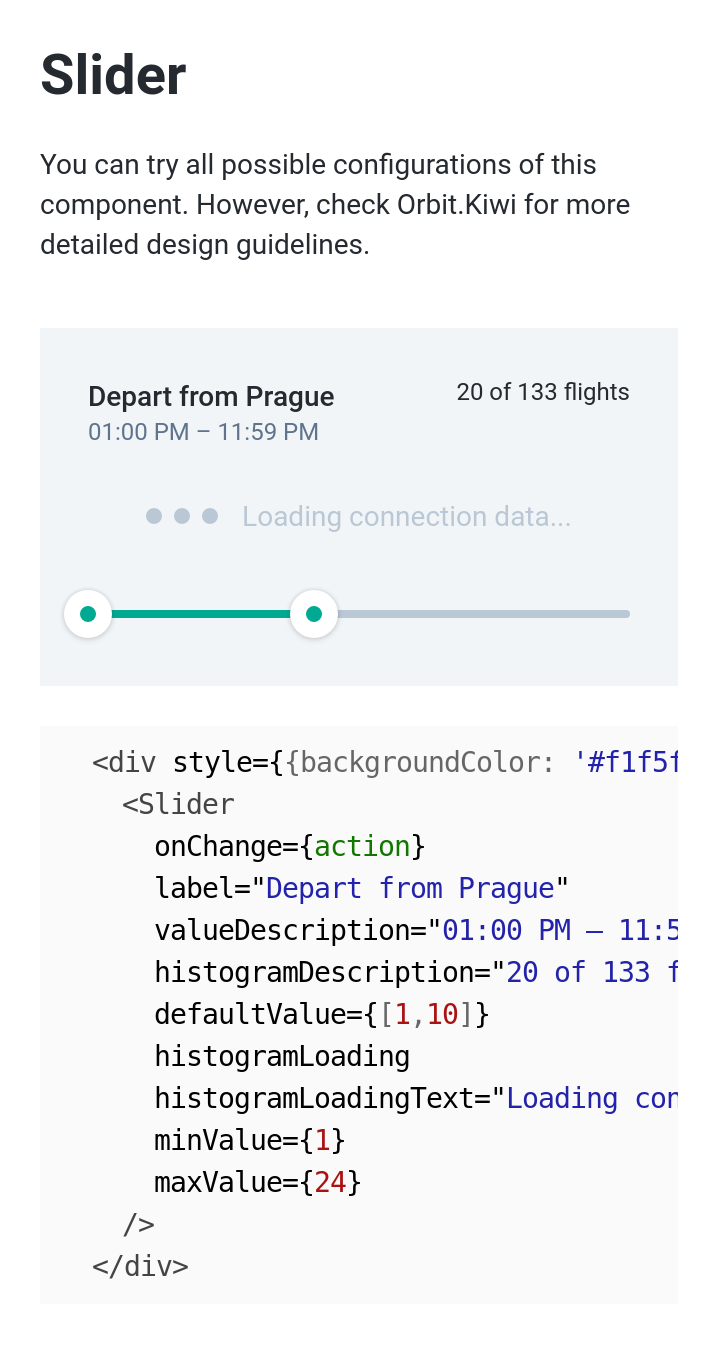 Slider
You can try all possible configurations of this
component. However, check Orbit.Kiwi for more
detailed design guidelines.
Depart from Prague
20 of 133 flights
01:00 PM – 11:59 PM
Loading connection data...
<div style={{backgroundColor: '#f1f5f
<Slider
onChange={action}
label="Depart from Prague"
valueDescription="01:00 PM – 11:5
histogramDescription="20 of 133 f
defaultValue={[1,10]}
histogramLoading
histogramLoadingText="Loading con
minValue={1}
maxValue={24}
/>
</div>